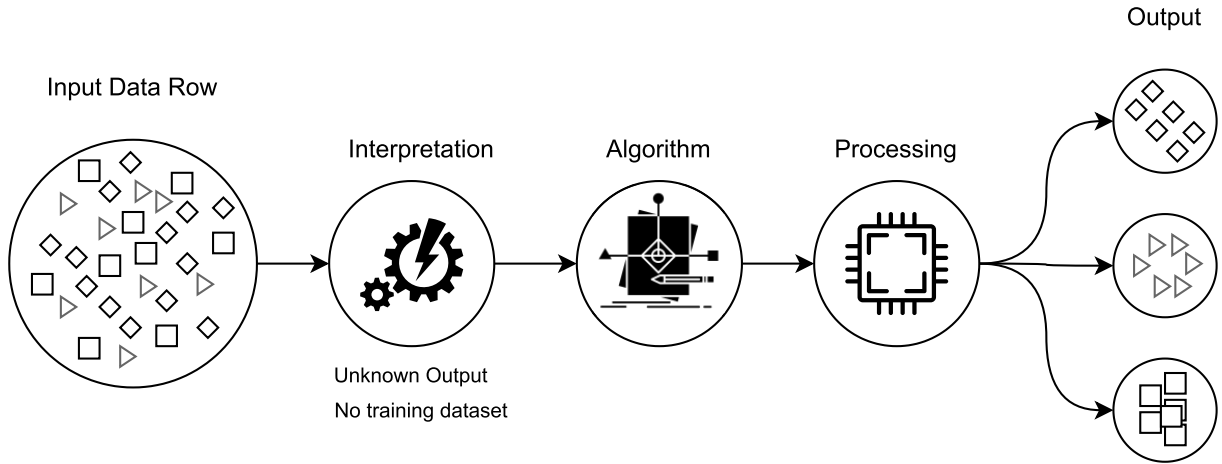 Output
Input Data Row
Interpretation
Algorithm
Processing
Unknown Output
No training dataset